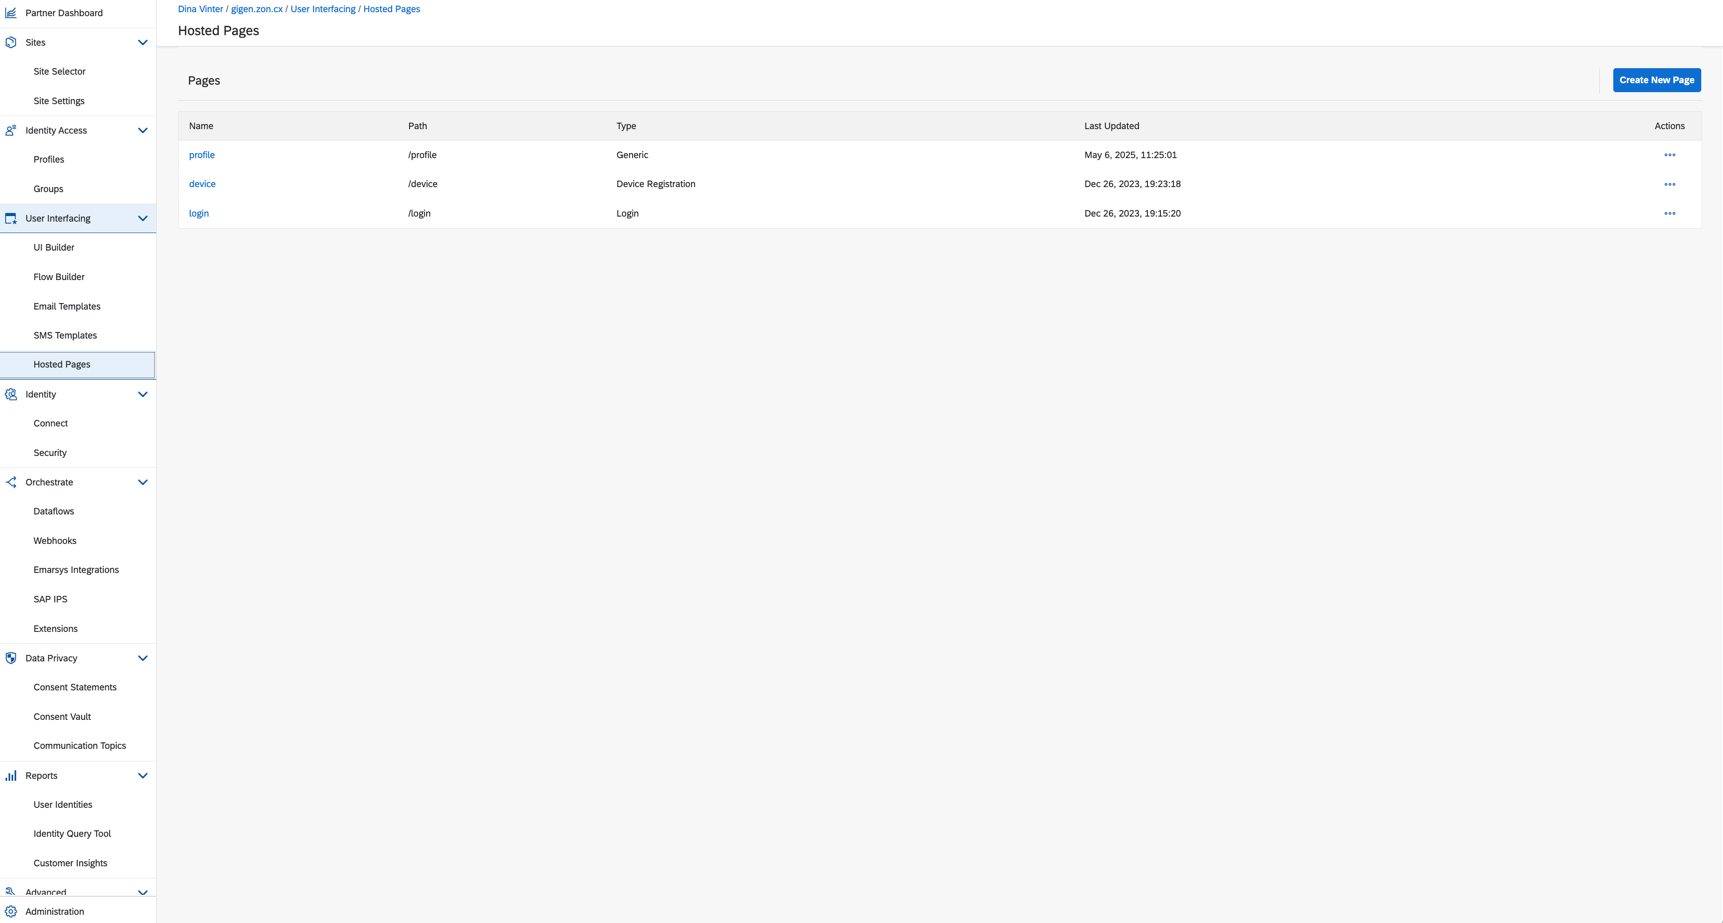 Partner Dashboard
Sites
Site Selector
Site Settings
Identity Access
Profiles
Groups
User Interfacing
UI Builder
Flow Builder
Email Templates
SMS Templates
Hosted Pages
Identity
Connect
Security
Orchestrate
Dataflows
Webhooks
Emarsys Integrations
SAP IPS
Extensions
Data Privacy
Consent Statements
Consent Vault
Communication Topics
Reports
User Identities
Identity Query Tool
Customer Insights
Advanced
Administration
Dina Vinter / gigen.zon.cx / User Interfacing / Hosted Pages
Hosted Pages
Pages
Create New Page
Name Path Type Last Updated Actions
profile /profile Generic May 6, 2025, 11:25:01
device /device Device Registration Dec 26, 2023, 19:23:18
login /login Login Dec 26, 2023, 19:15:20